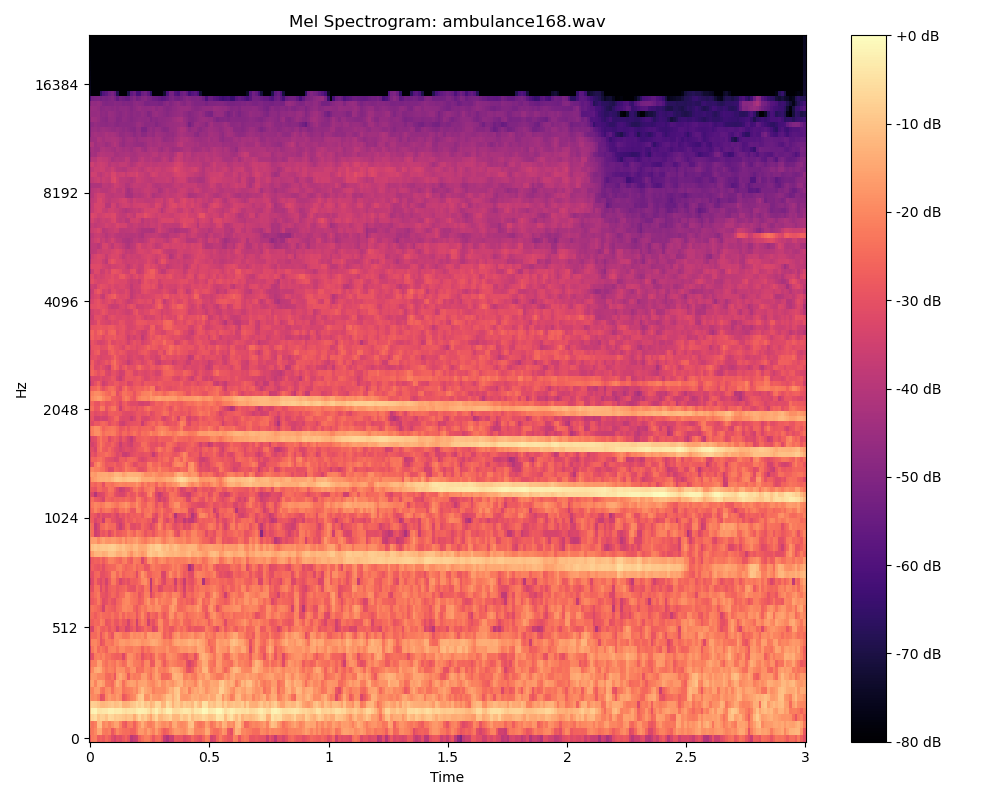 Mel Spectrogram: ambulance168.wav
Hz
16384
8192
4096
2048
1024
512
0
0 0.5 1 1.5 2 2.5 3
Time
+0 dB
-10 dB
-20 dB
-30 dB
-40 dB
-50 dB
-60 dB
-70 dB
-80 dB